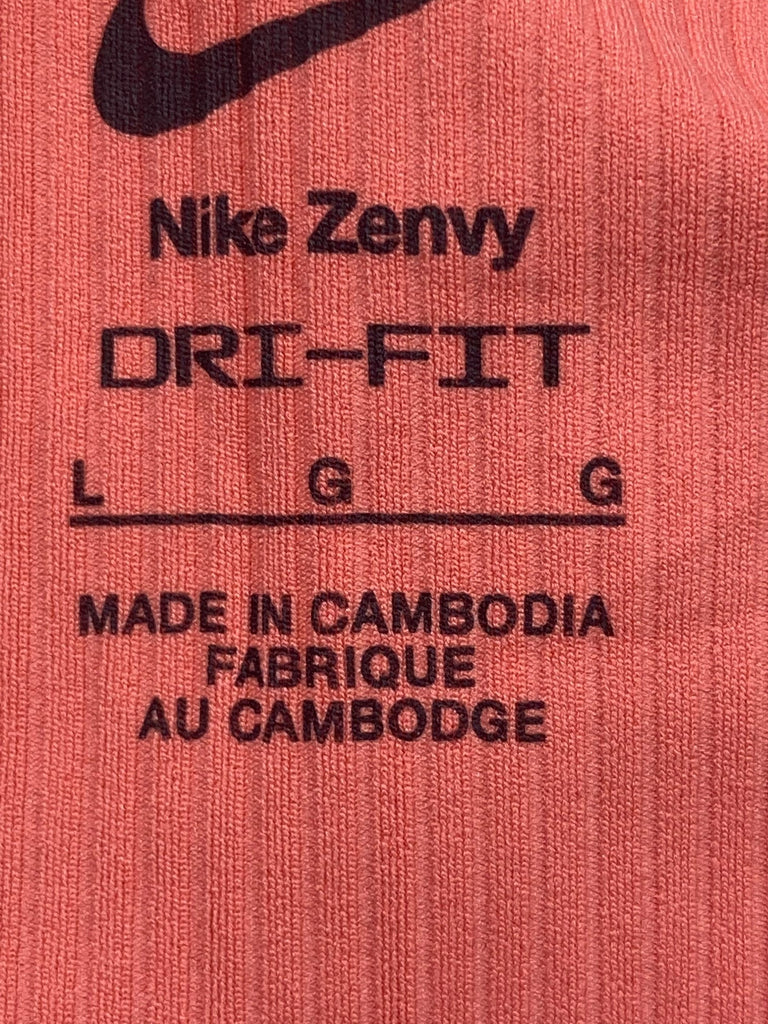 Nike Zenvy
DRI-FIT
L G G
MADE IN CAMBODIA
FABRIQUE
AU CAMBODGE